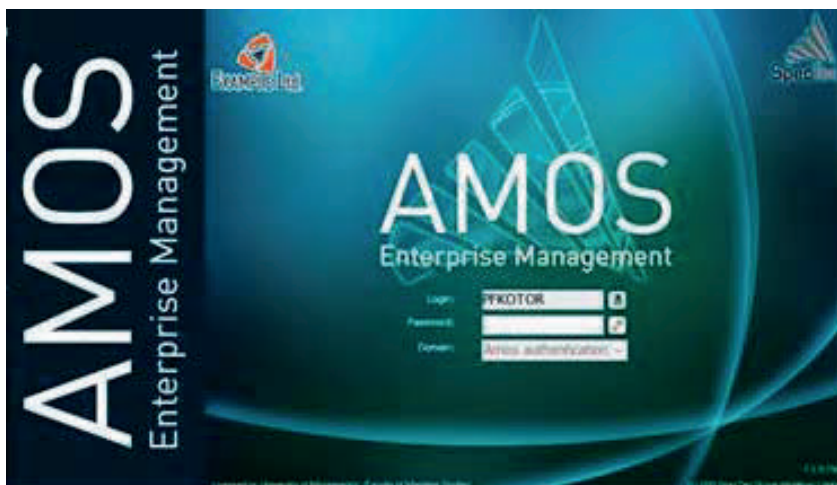 AMOS
Enterprise Management
AMOS
Enterprise Management
Login:
PFKOTOR
Password:
Domain:
Amos authentication